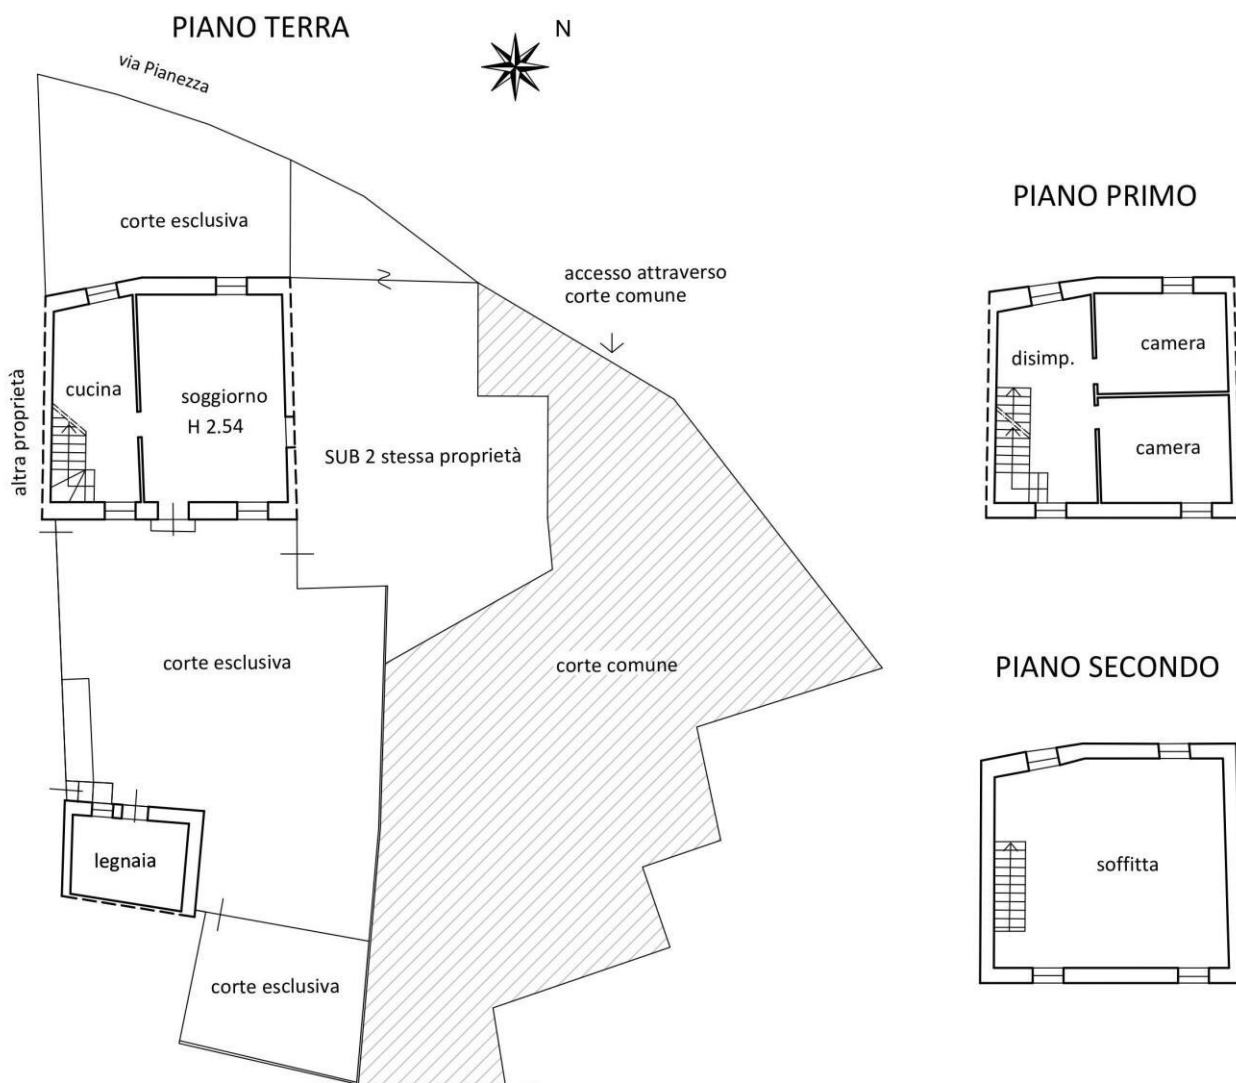 PIANO TERRA
N
via Pianezza
corte esclusiva
accesso attraverso
corte comune
altra proprietà
cucina
soggiorno
H 2.54
SUB 2 stessa proprietà
corte esclusiva
corte comune
legnaia
corte esclusiva
PIANO PRIMO
disimp.
camera
camera
PIANO SECONDO
soffitta